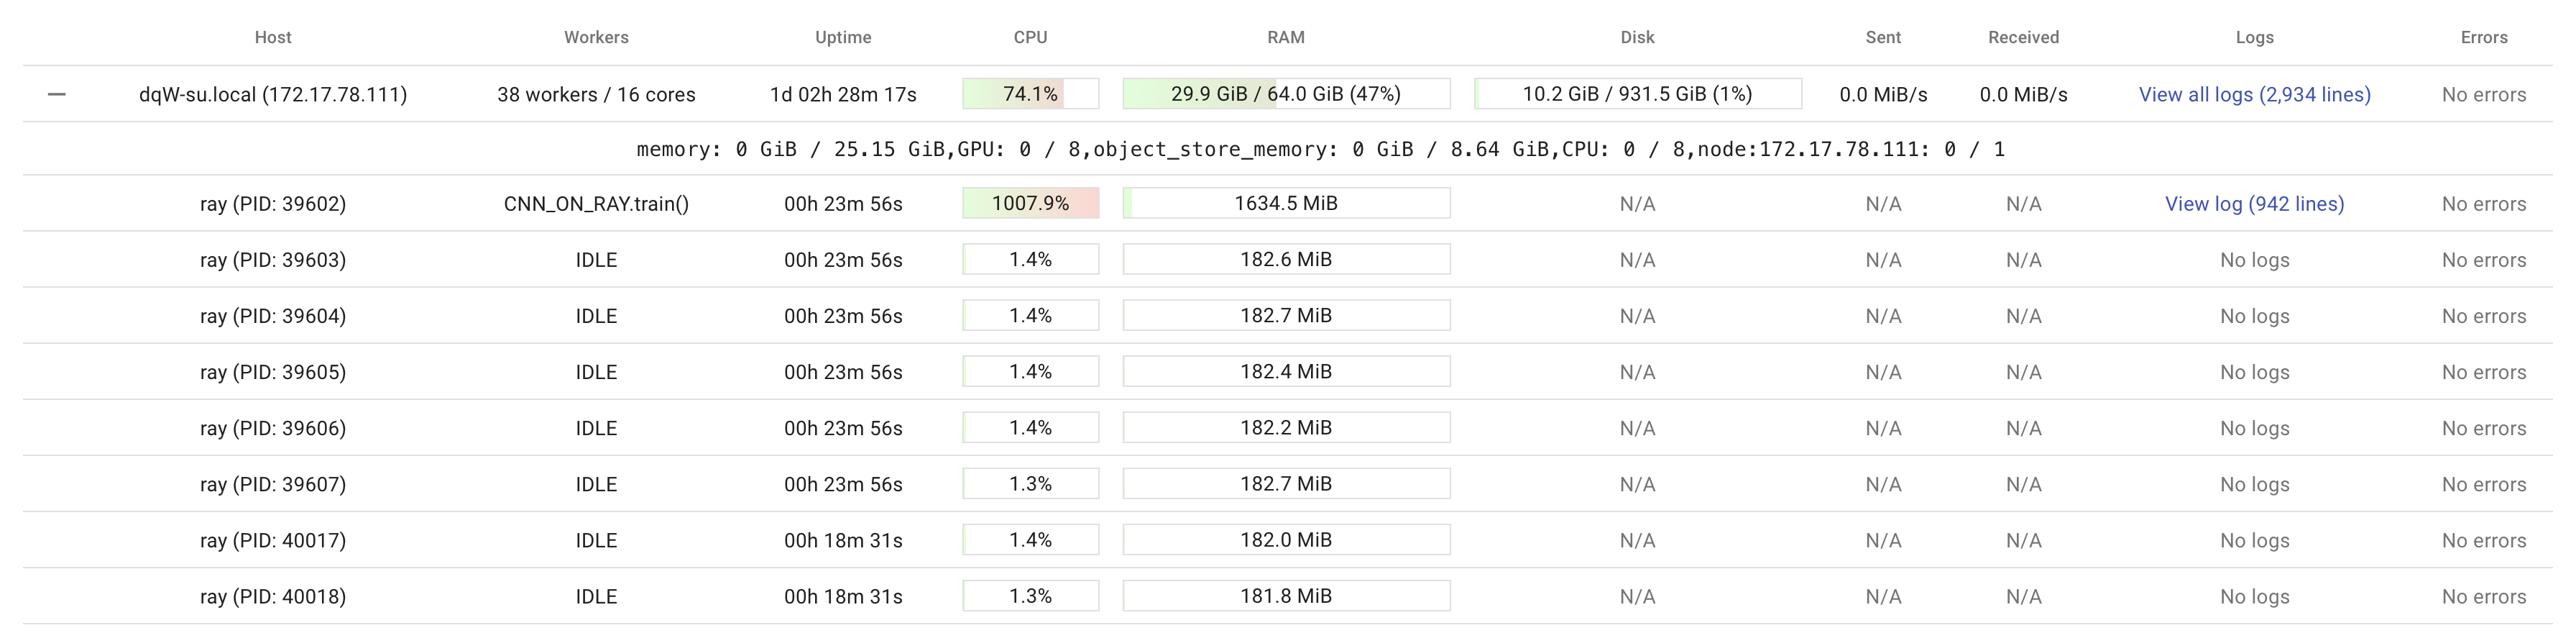 Host Workers Uptime CPU RAM Disk Sent Received Logs Errors
dqW-su.local (172.17.78.111) 38 workers / 16 cores 1d 02h 28m 17s 74.1% 29.9 GiB / 64.0 GiB (47%) 10.2 GiB / 931.5 GiB (1%) 0.0 MiB/s 0.0 MiB/s View all logs (2,934 lines) No errors
memory: 0 GiB / 25.15 GiB,GPU: 0 / 8,object_store_memory: 0 GiB / 8.64 GiB,CPU: 0 / 8,node:172.17.78.111: 0 / 1
ray (PID: 39602) CNN_ON_RAY.train() 00h 23m 56s 1007.9% 1634.5 MiB N/A N/A N/A View log (942 lines) No errors
ray (PID: 39603) IDLE 00h 23m 56s 1.4% 182.6 MiB N/A N/A N/A No logs No errors
ray (PID: 39604) IDLE 00h 23m 56s 1.4% 182.7 MiB N/A N/A N/A No logs No errors
ray (PID: 39605) IDLE 00h 23m 56s 1.4% 182.4 MiB N/A N/A N/A No logs No errors
ray (PID: 39606) IDLE 00h 23m 56s 1.4% 182.2 MiB N/A N/A N/A No logs No errors
ray (PID: 39607) IDLE 00h 23m 56s 1.3% 182.7 MiB N/A N/A N/A No logs No errors
ray (PID: 40017) IDLE 00h 18m 31s 1.4% 182.0 MiB N/A N/A N/A No logs No errors
ray (PID: 40018) IDLE 00h 18m 31s 1.3% 181.8 MiB N/A N/A N/A No logs No errors